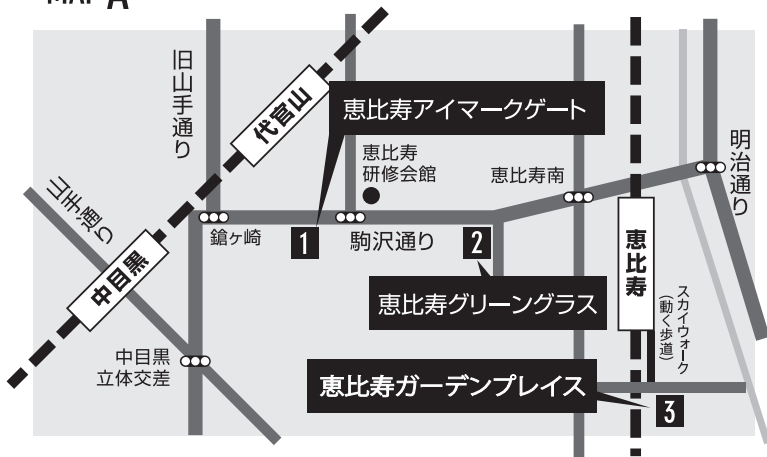 MAP A
旧山手通り
代官山
恵比寿アイマークゲート
恵比寿
研修会館
恵比寿南
明治通り
山手通り
中目黒
鎗ヶ崎
1
駒沢通り
2
恵比寿
恵比寿グリーングラス
スカイウォーク
(動く歩道)
中目黒
立体交差
恵比寿ガーデンプレイス
3